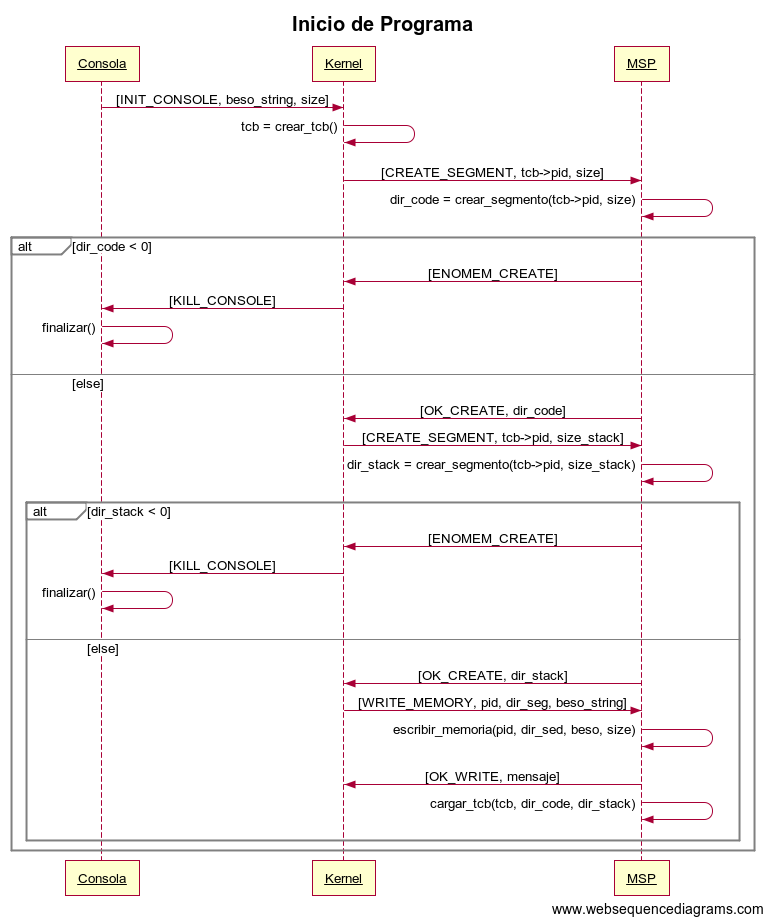 Inicio de Programa
Consola Kernel MSP
[INIT_CONSOLE, beso_string, size]
tcb = crear_tcb()
[CREATE_SEGMENT, tcb->pid, size]
dir_code = crear_segmento(tcb->pid, size)
alt [dir_code < 0]
[ENOMEM_CREATE]
[KILL_CONSOLE]
finalizar()
[else]
[OK_CREATE, dir_code]
[CREATE_SEGMENT, tcb->pid, size_stack]
dir_stack = crear_segmento(tcb->pid, size_stack)
alt [dir_stack < 0]
[ENOMEM_CREATE]
[KILL_CONSOLE]
finalizar()
[else]
[OK_CREATE, dir_stack]
[WRITE_MEMORY, pid, dir_seg, beso_string]
escribir_memoria(pid, dir_sed, beso, size)
[OK_WRITE, mensaje]
cargar_tcb(tcb, dir_code, dir_stack)
Consola Kernel MSP
www.websequencediagrams.com